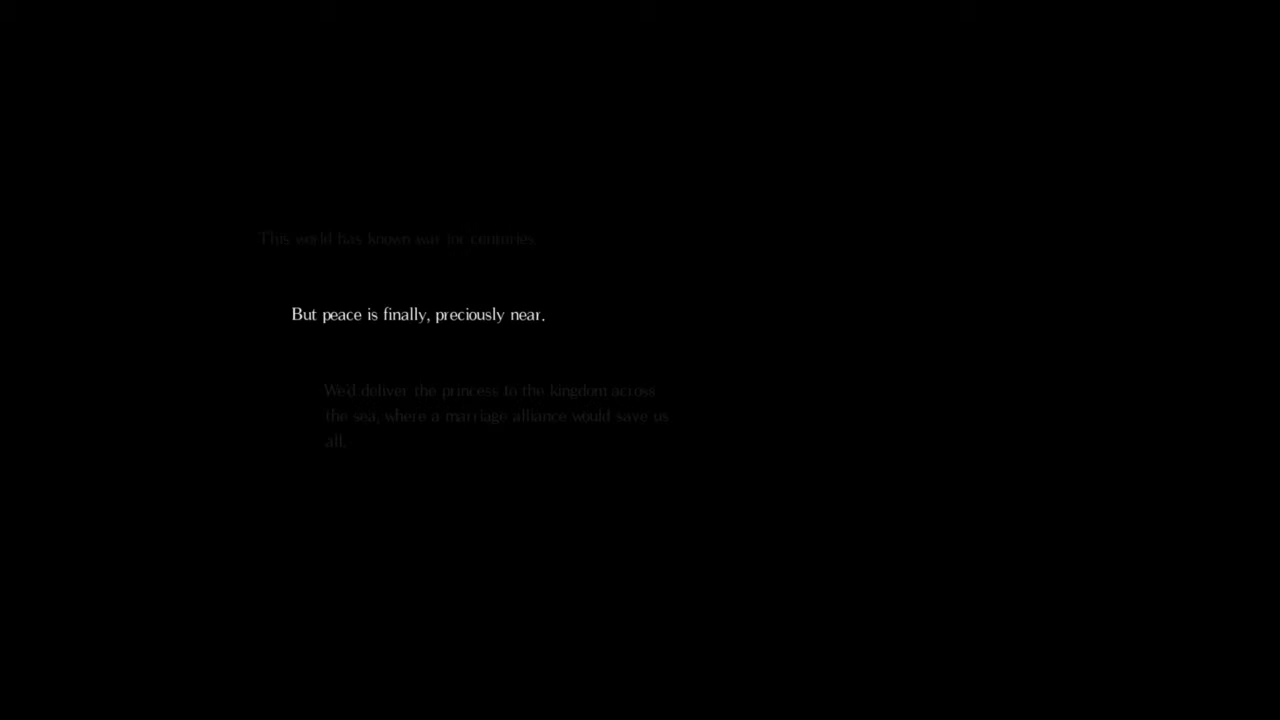 This world has known war for centuries.
But peace is finally, preciously near.
We'd deliver the princess to the kingdom across
the sea, where a marriage alliance would save us
all.